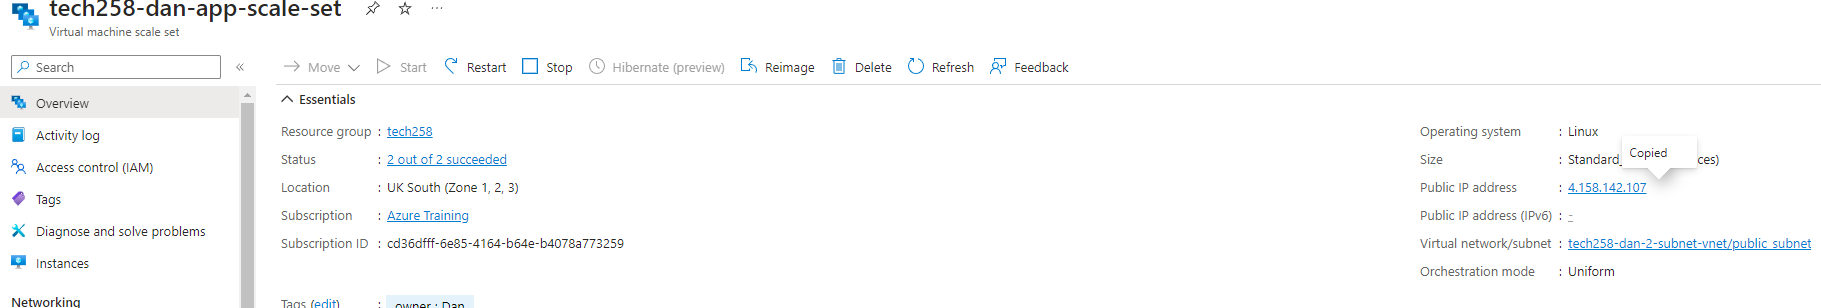 tech258-dan-app-scale-set
Virtual machine scale set
Search
Move Start Restart Stop Hibernate (preview) Reimage Delete Refresh Feedback
Overview
Activity log
Access control (IAM)
Tags
Diagnose and solve problems
Instances
Networking
Essentials
Resource group : tech258
Status : 2 out of 2 succeeded
Location : UK South (Zone 1, 2, 3)
Subscription : Azure Training
Subscription ID : cd36dfff-6e85-4164-b64e-b4078a773259
Tags (edit) : owner : Dan
Operating system : Linux
Copied
Size : Standard_ ces)
Public IP address : 4.158.142.107
Public IP address (IPv6) : -
Virtual network/subnet : tech258-dan-2-subnet-vnet/public_subnet
Orchestration mode : Uniform